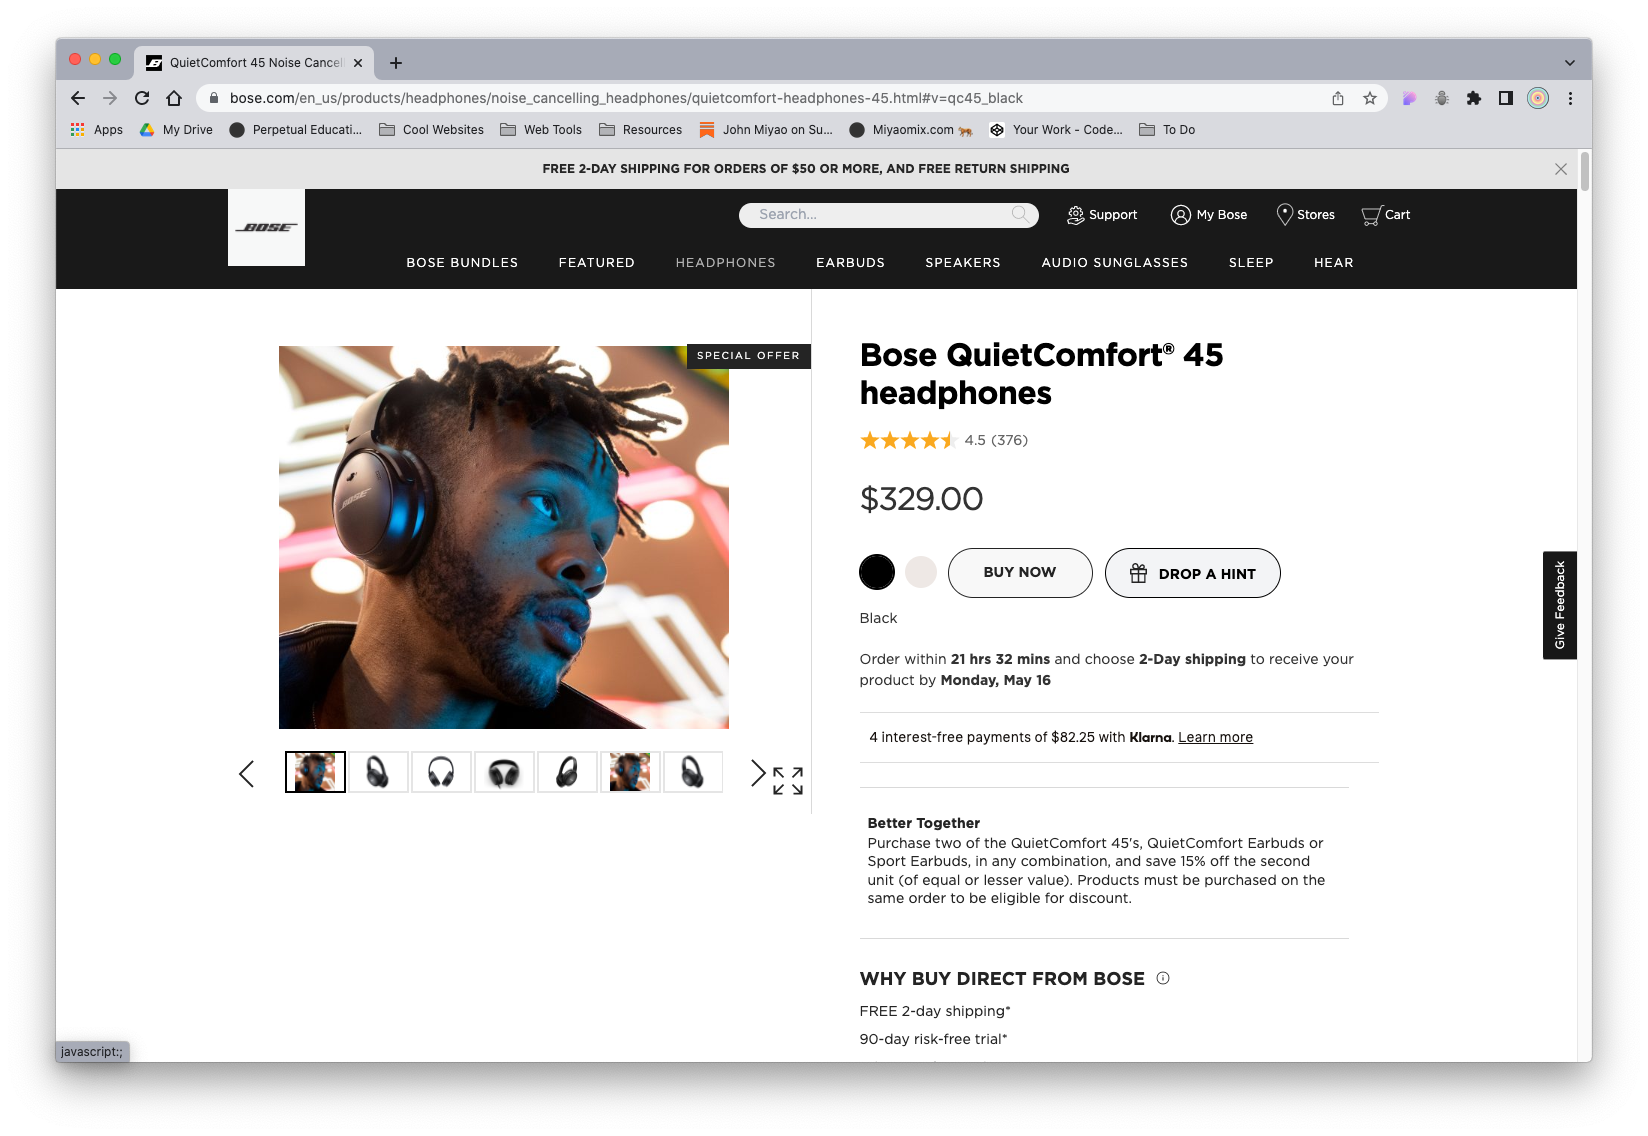 QuietComfort 45 Noise Cancel
bose.com/en_us/products/headphones/noise_cancelling_headphones/quietcomfort-headphones-45.html#v=qc45_black
Apps My Drive Perpetual Educati... Cool Websites Web Tools Resources John Miyao on Su... Miyaomix.com Your Work - Code... To Do
FREE 2-DAY SHIPPING FOR ORDERS OF $50 OR MORE, AND FREE RETURN SHIPPING
BOSE
Search... Support My Bose Stores Cart
BOSE BUNDLES FEATURED HEADPHONES EARBUDS SPEAKERS AUDIO SUNGLASSES SLEEP HEAR
SPECIAL OFFER
BOSE
Bose QuietComfort® 45
headphones
4.5 (376)
$329.00
BUY NOW DROP A HINT
Black
Order within 21 hrs 32 mins and choose 2-Day shipping to receive your
product by Monday, May 16
4 interest-free payments of $82.25 with Klarna. Learn more
Better Together
Purchase two of the QuietComfort 45's, QuietComfort Earbuds or
Sport Earbuds, in any combination, and save 15% off the second
unit (of equal or lesser value). Products must be purchased on the
same order to be eligible for discount.
WHY BUY DIRECT FROM BOSE
FREE 2-day shipping*
90-day risk-free trial*
Give Feedback
javascript:;